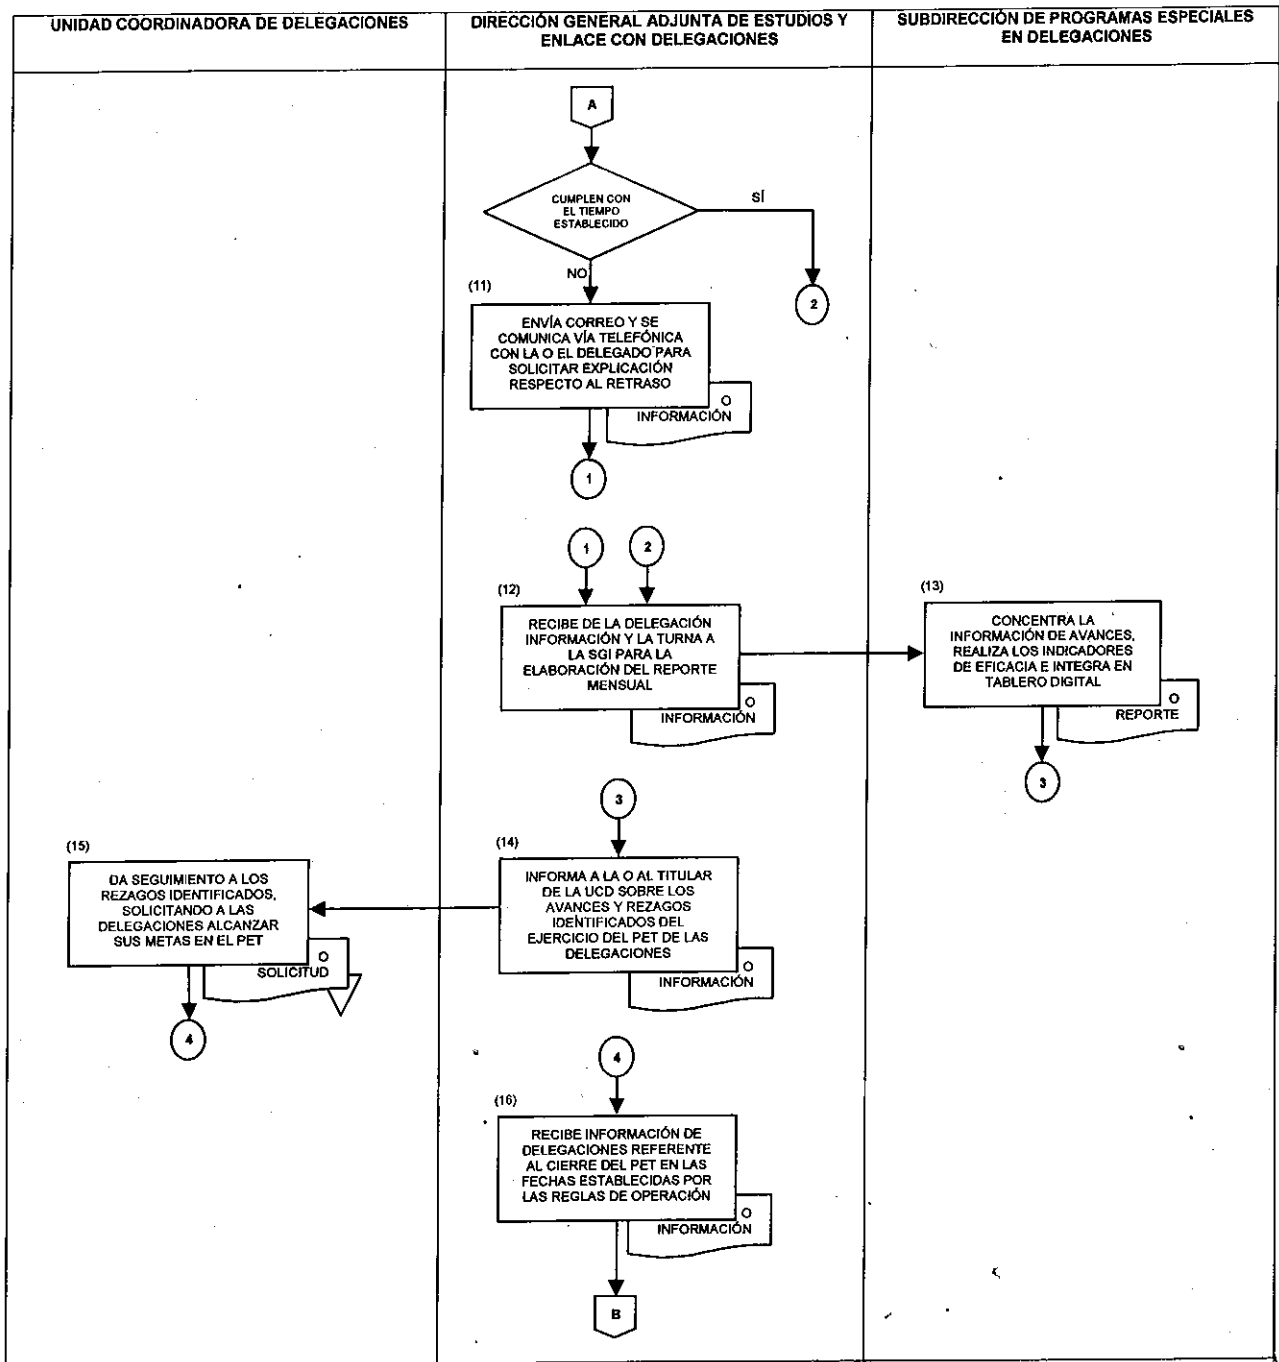 UNIDAD COORDINADORA DE DELEGACIONES
DIRECCIÓN GENERAL ADJUNTA DE ESTUDIOS Y
ENLACE CON DELEGACIONES
SUBDIRECCIÓN DE PROGRAMAS ESPECIALES
EN DELEGACIONES
A
CUMPLEN CON
EL TIEMPO
ESTABLECIDO
SÍ
2
NO
(11)
ENVÍA CORREO Y SE
COMUNICA VÍA TELEFÓNICA
CON LA O EL DELEGADO PARA
SOLICITAR EXPLICACIÓN
RESPECTO AL RETRASO
O
INFORMACIÓN
1
1
2
(12)
RECIBE DE LA DELEGACIÓN
INFORMACIÓN Y LA TURNA A
LA SGI PARA LA
ELABORACIÓN DEL REPORTE
MENSUAL
O
INFORMACIÓN
(13)
CONCENTRA LA
INFORMACIÓN DE AVANCES,
REALIZA LOS INDICADORES
DE EFICACIA E INTEGRA EN
TABLERO DIGITAL
O
REPORTE
3
3
(14)
INFORMA A LA O AL TITULAR
DE LA UCD SOBRE LOS
AVANCES Y REZAGOS
IDENTIFICADOS DEL
EJERCICIO DEL PET DE LAS
DELEGACIONES
O
INFORMACIÓN
(15)
DA SEGUIMIENTO A LOS
REZAGOS IDENTIFICADOS,
SOLICITANDO A LAS
DELEGACIONES ALCANZAR
SUS METAS EN EL PET
O
SOLICITUD
4
4
(16)
RECIBE INFORMACIÓN DE
DELEGACIONES REFERENTE
AL CIERRE DEL PET EN LAS
FECHAS ESTABLECIDAS POR
LAS REGLAS DE OPERACIÓN
O
INFORMACIÓN
B